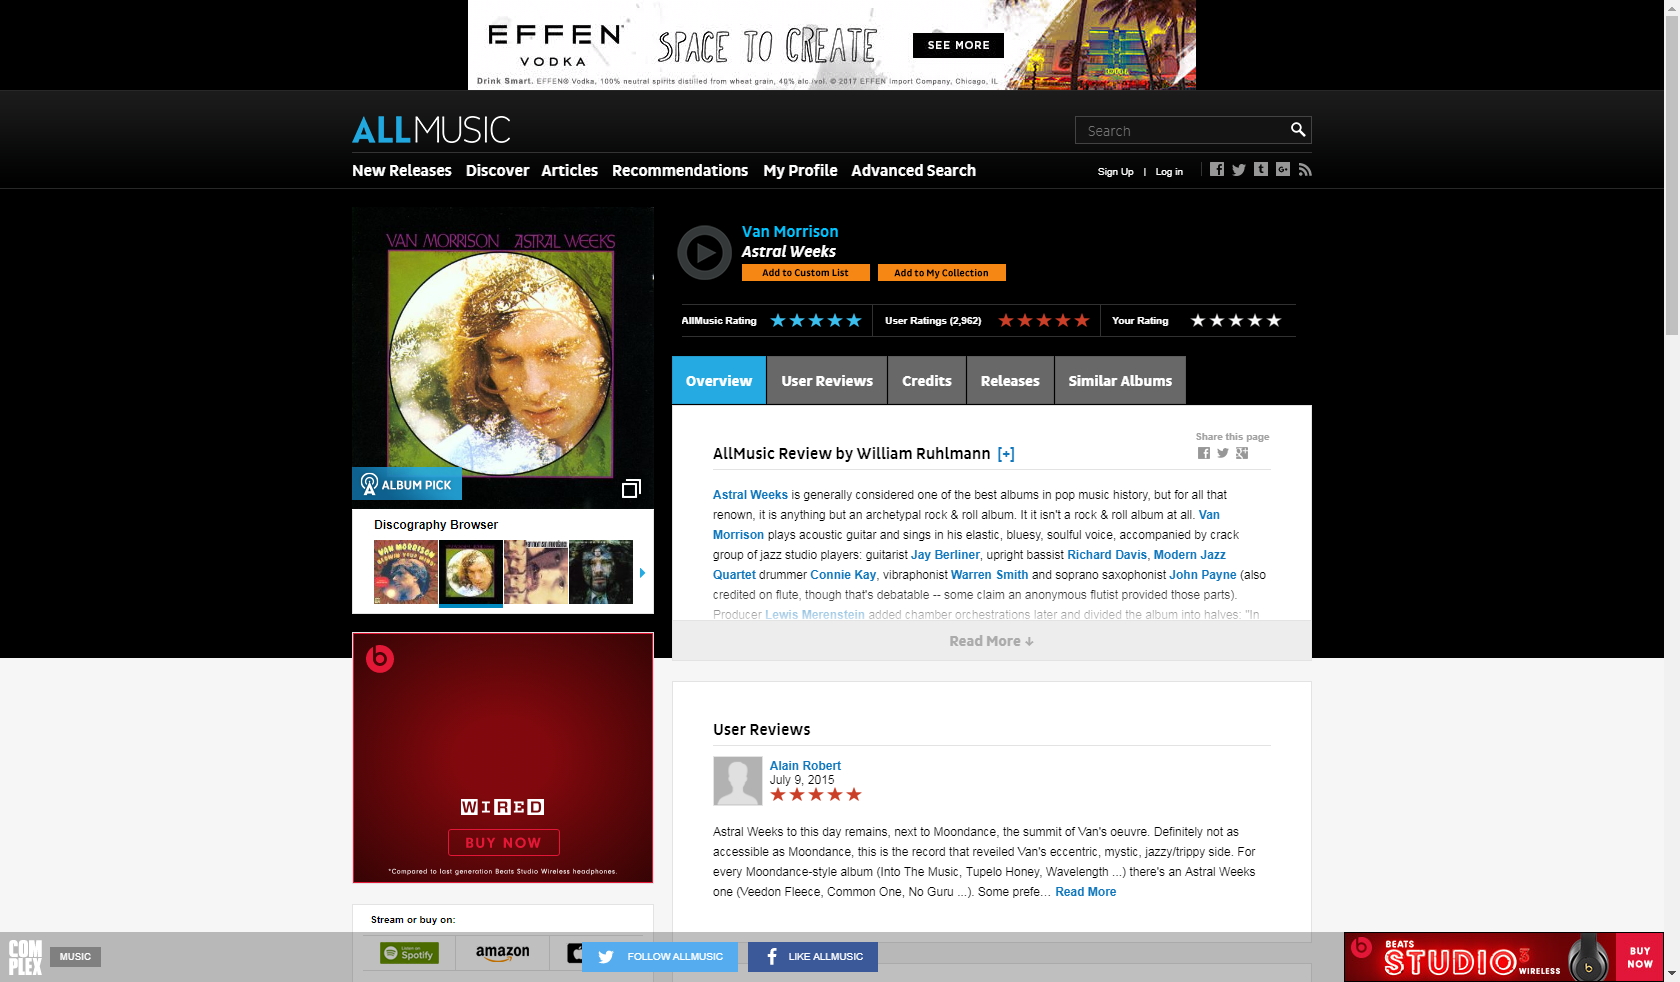 EFFEN
VODKA
SPACE TO CREATE
SEE MORE
Drink Smart. EFFEN® Vodka, 100% neutral spirits distilled from wheat grain, 40% alc./vol. © 2017 EFFEN Import Company, Chicago, IL
ALLMUSIC
Search
New Releases Discover Articles Recommendations My Profile Advanced Search
Sign Up | Log in
VAN MORRISON ASTRAL WEEKS
ALBUM PICK
Van Morrison
Astral Weeks
Add to Custom List Add to My Collection
AllMusic Rating User Ratings (2,962) Your Rating
Overview User Reviews Credits Releases Similar Albums
Share this page
AllMusic Review by William Ruhlmann [+]
Astral Weeks is generally considered one of the best albums in pop music history, but for all that
renown, it is anything but an archetypal rock & roll album. It it isn't a rock & roll album at all. Van
Morrison plays acoustic guitar and sings in his elastic, bluesy, soulful voice, accompanied by crack
group of jazz studio players: guitarist Jay Berliner, upright bassist Richard Davis, Modern Jazz
Quartet drummer Connie Kay, vibraphonist Warren Smith and soprano saxophonist John Payne (also
credited on flute, though that's debatable -- some claim an anonymous flutist provided those parts).
Producer Lewis Merenstein added chamber orchestrations later and divided the album into halves: "In
Read More ↓
Discography Browser
VAN MORRISON
WIRED
BUY NOW
*Compared to last generation Beats Studio Wireless headphones.
User Reviews
Alain Robert
July 9, 2015
Astral Weeks to this day remains, next to Moondance, the summit of Van's oeuvre. Definitely not as
accessible as Moondance, this is the record that reveiled Van's eccentric, mystic, jazzy/trippy side. For
every Moondance-style album (Into The Music, Tupelo Honey, Wavelength ...) there's an Astral Weeks
one (Veedon Fleece, Common One, No Guru ...). Some prefe... Read More
Stream or buy on:
Listen on
Spotify
amazon
COMPLEX
MUSIC
FOLLOW ALLMUSIC
LIKE ALLMUSIC
BEATS
STUDIO3
WIRELESS
BUY
NOW